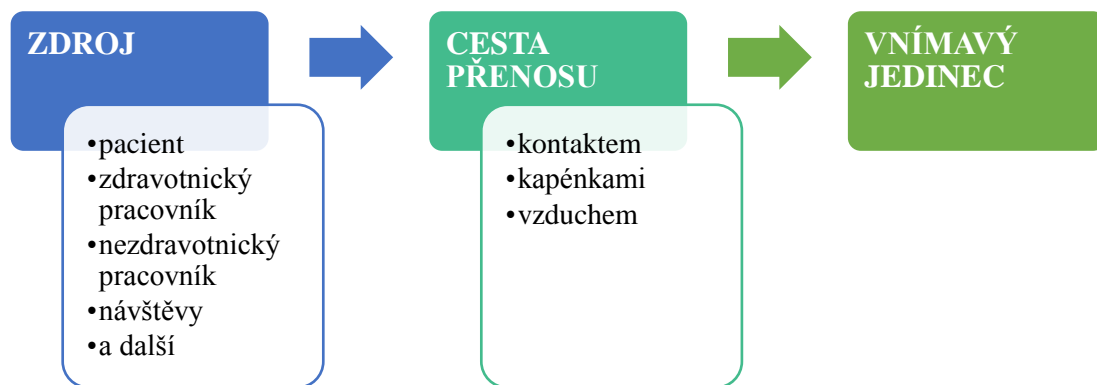 ZDROJ
•pacient
•zdravotnický
pracovník
•nezdravotnický
pracovník
•návštěvy
•a další
CESTA
PŘENOSU
•kontaktem
•kapénkami
•vzduchem
VNÍMAVÝ
JEDINEC